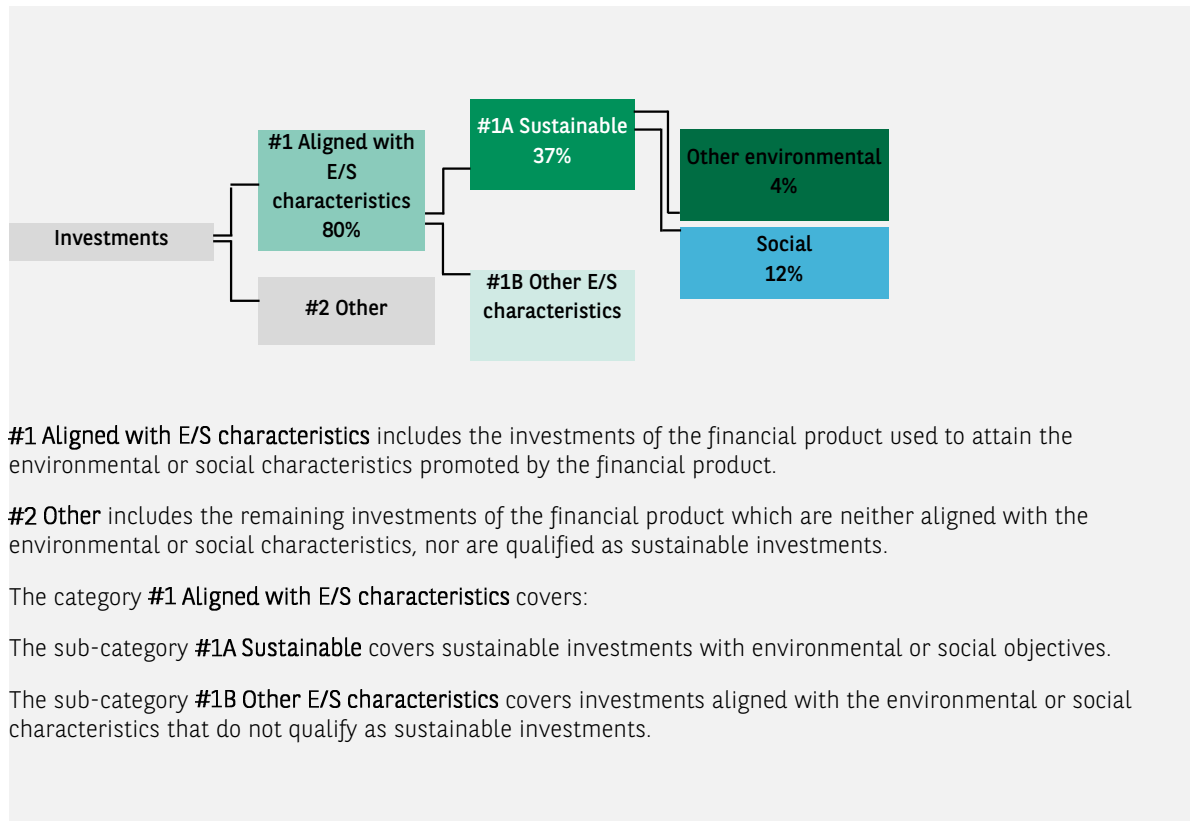 #1 Aligned with
E/S
characteristics
80%
#1A Sustainable
37%
Other environmental
4%
Social
12%
Investments
#2 Other
#1B Other E/S
characteristics
#1 Aligned with E/S characteristics includes the investments of the financial product used to attain the
environmental or social characteristics promoted by the financial product.
#2 Other includes the remaining investments of the financial product which are neither aligned with the
environmental or social characteristics, nor are qualified as sustainable investments.
The category #1 Aligned with E/S characteristics covers:
The sub-category #1A Sustainable covers sustainable investments with environmental or social objectives.
The sub-category #1B Other E/S characteristics covers investments aligned with the environmental or social
characteristics that do not qualify as sustainable investments.